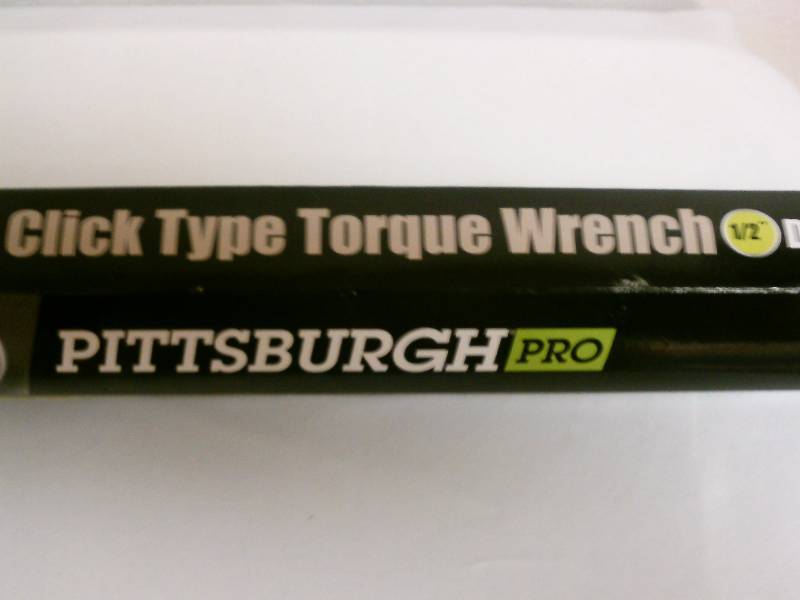 Click Type Torque Wrench 1/2" D
PITTSBURGH PRO